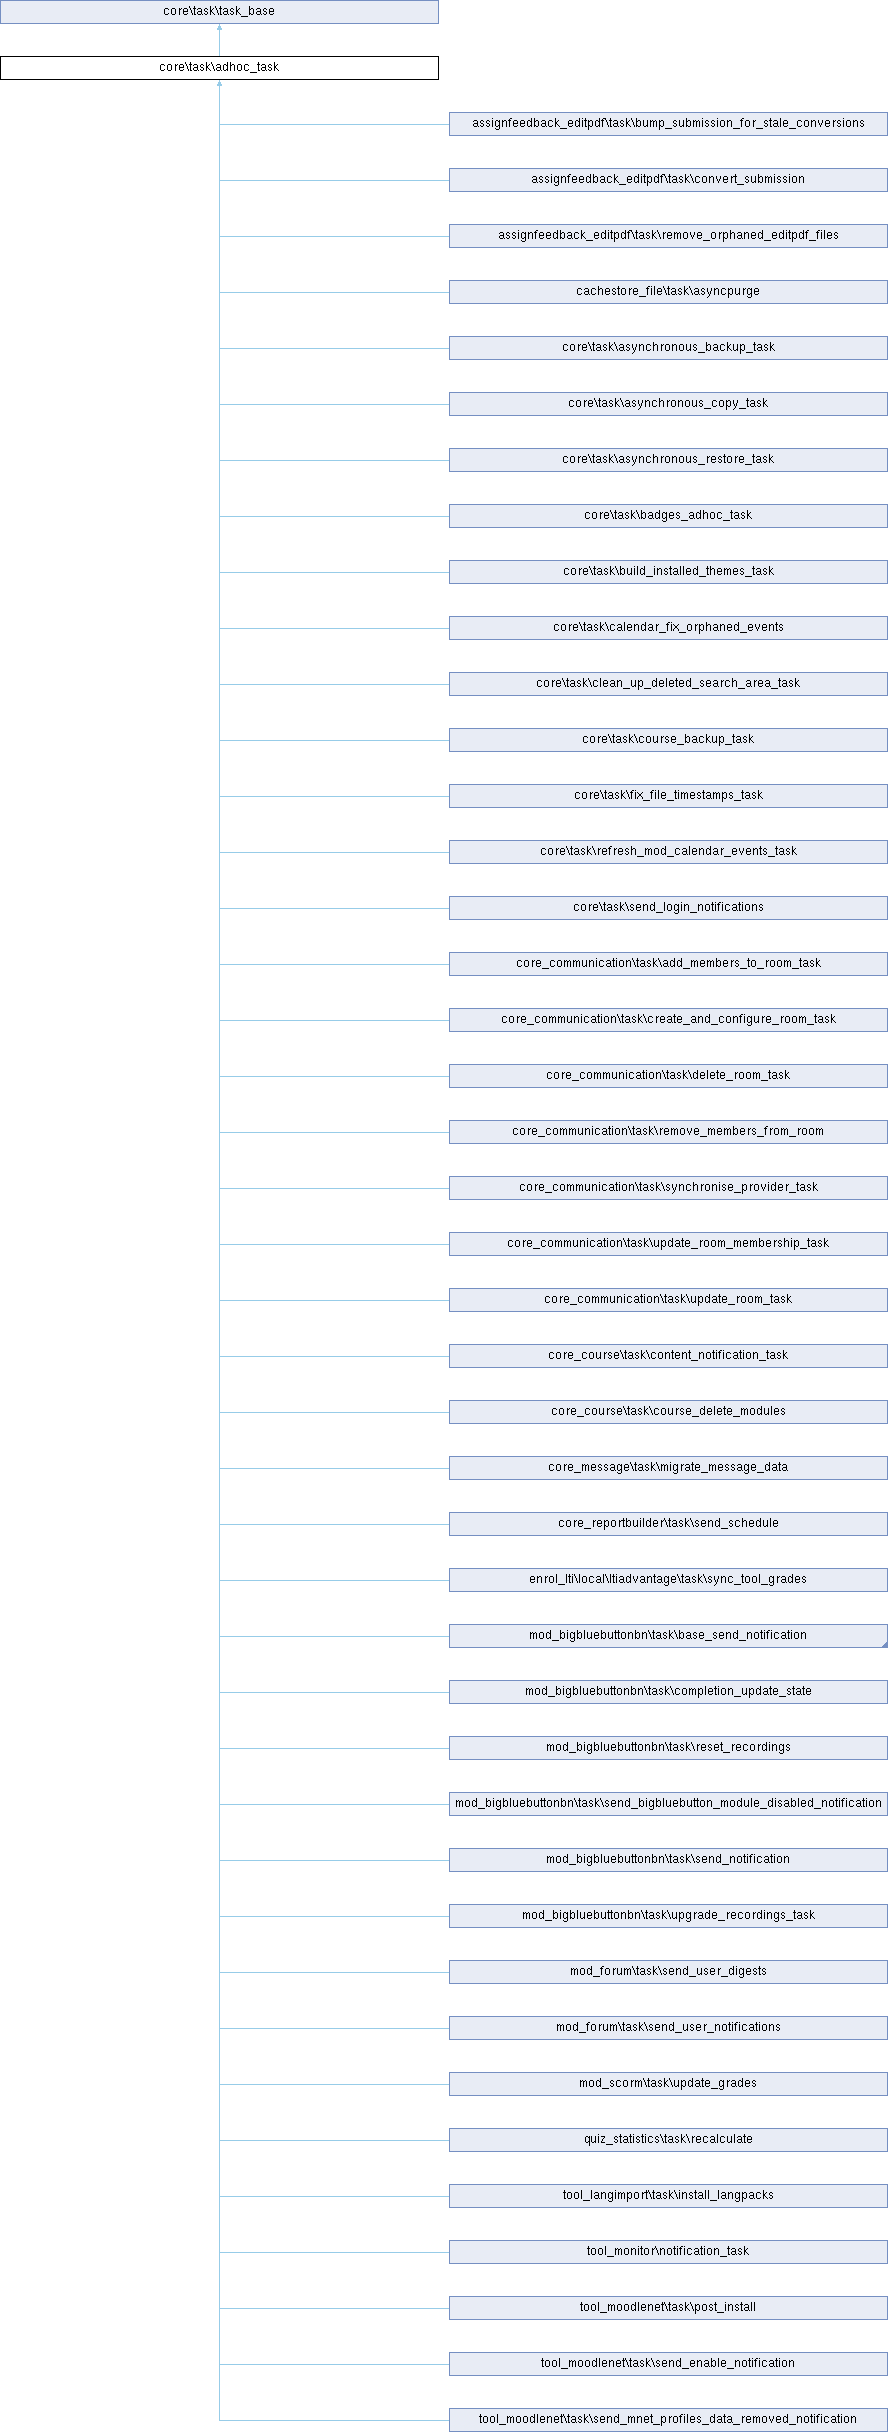 core\task\task_base
core\task\adhoc_task
assignfeedback_editpdf\task\bump_submission_for_stale_conversions
assignfeedback_editpdf\task\convert_submission
assignfeedback_editpdf\task\remove_orphaned_editpdf_files
cachestore_file\task\asyncpurge
core\task\asynchronous_backup_task
core\task\asynchronous_copy_task
core\task\asynchronous_restore_task
core\task\badges_adhoc_task
core\task\build_installed_themes_task
core\task\calendar_fix_orphaned_events
core\task\clean_up_deleted_search_area_task
core\task\course_backup_task
core\task\fix_file_timestamps_task
core\task\refresh_mod_calendar_events_task
core\task\send_login_notifications
core_communication\task\add_members_to_room_task
core_communication\task\create_and_configure_room_task
core_communication\task\delete_room_task
core_communication\task\remove_members_from_room
core_communication\task\synchronise_provider_task
core_communication\task\update_room_membership_task
core_communication\task\update_room_task
core_course\task\content_notification_task
core_course\task\course_delete_modules
core_message\task\migrate_message_data
core_reportbuilder\task\send_schedule
enrol_lti\local\ltiadvantage\task\sync_tool_grades
mod_bigbluebuttonbn\task\base_send_notification
mod_bigbluebuttonbn\task\completion_update_state
mod_bigbluebuttonbn\task\reset_recordings
mod_bigbluebuttonbn\task\send_bigbluebutton_module_disabled_notification
mod_bigbluebuttonbn\task\send_notification
mod_bigbluebuttonbn\task\upgrade_recordings_task
mod_forum\task\send_user_digests
mod_forum\task\send_user_notifications
mod_scorm\task\update_grades
quiz_statistics\task\recalculate
tool_langimport\task\install_langpacks
tool_monitor\notification_task
tool_moodlenet\task\post_install
tool_moodlenet\task\send_enable_notification
tool_moodlenet\task\send_mnet_profiles_data_removed_notification